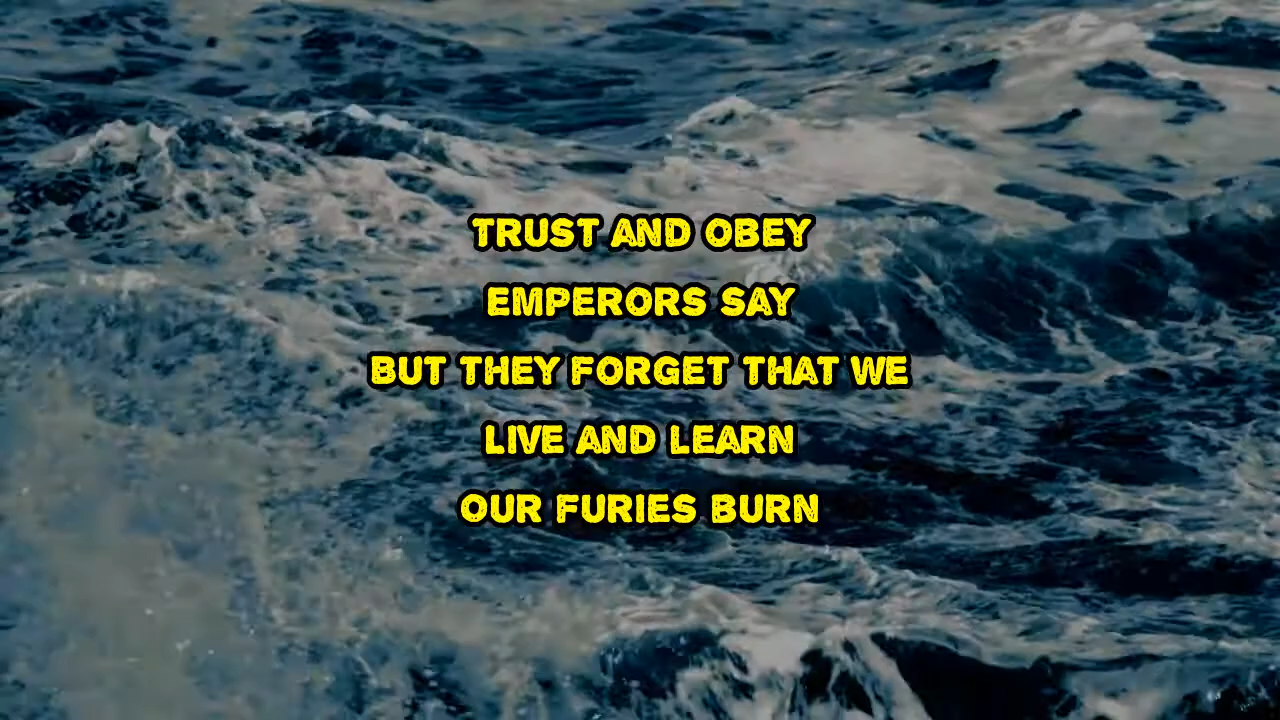 TRUST AND OBEY
EMPERORS SAY
BUT THEY FORGET THAT WE
LIVE AND LEARN
OUR FURIES BURN